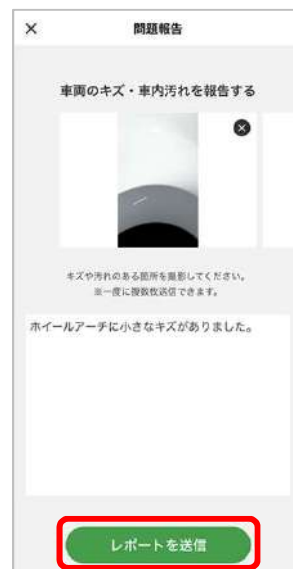 × 問題報告
車両のキズ・車内汚れを報告する
キズや汚れのある箇所を撮影してください。
※一度に複数枚送信できます。
ホイールアーチに小さなキズがありました。
レポートを送信